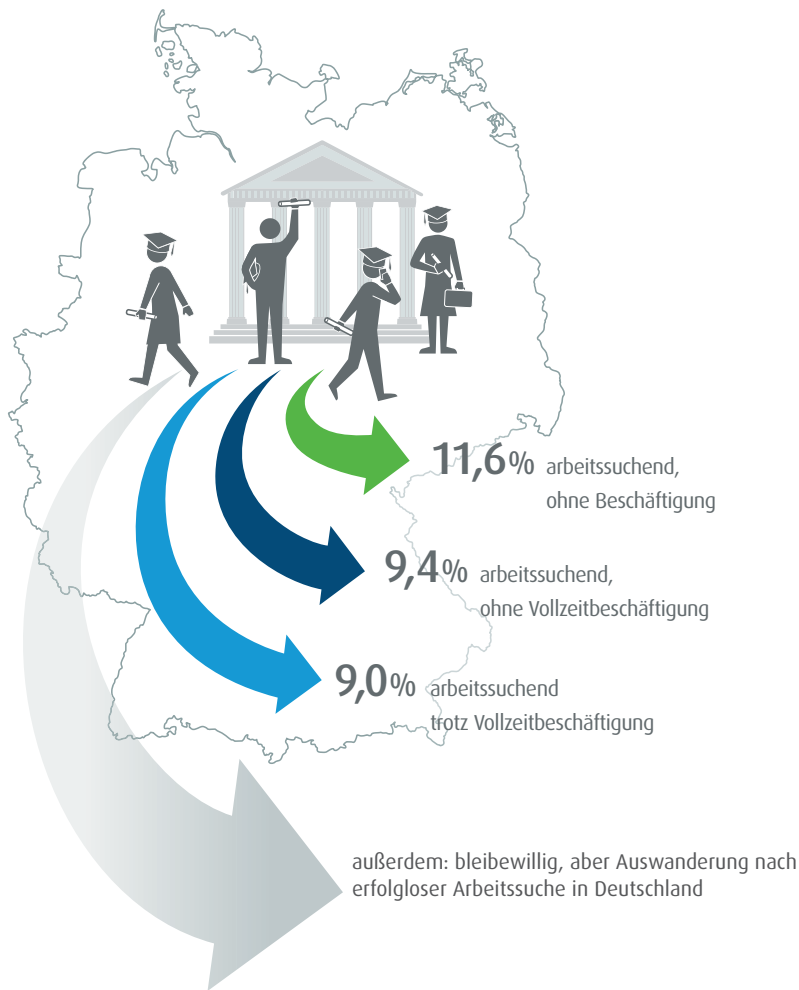 11,6% arbeitssuchend,
ohne Beschäftigung
9,4% arbeitssuchend,
ohne Vollzeitbeschäftigung
9,0% arbeitssuchend
trotz Vollzeitbeschäftigung
außerdem: bleibewillig, aber Auswanderung nach
erfolgloser Arbeitssuche in Deutschland